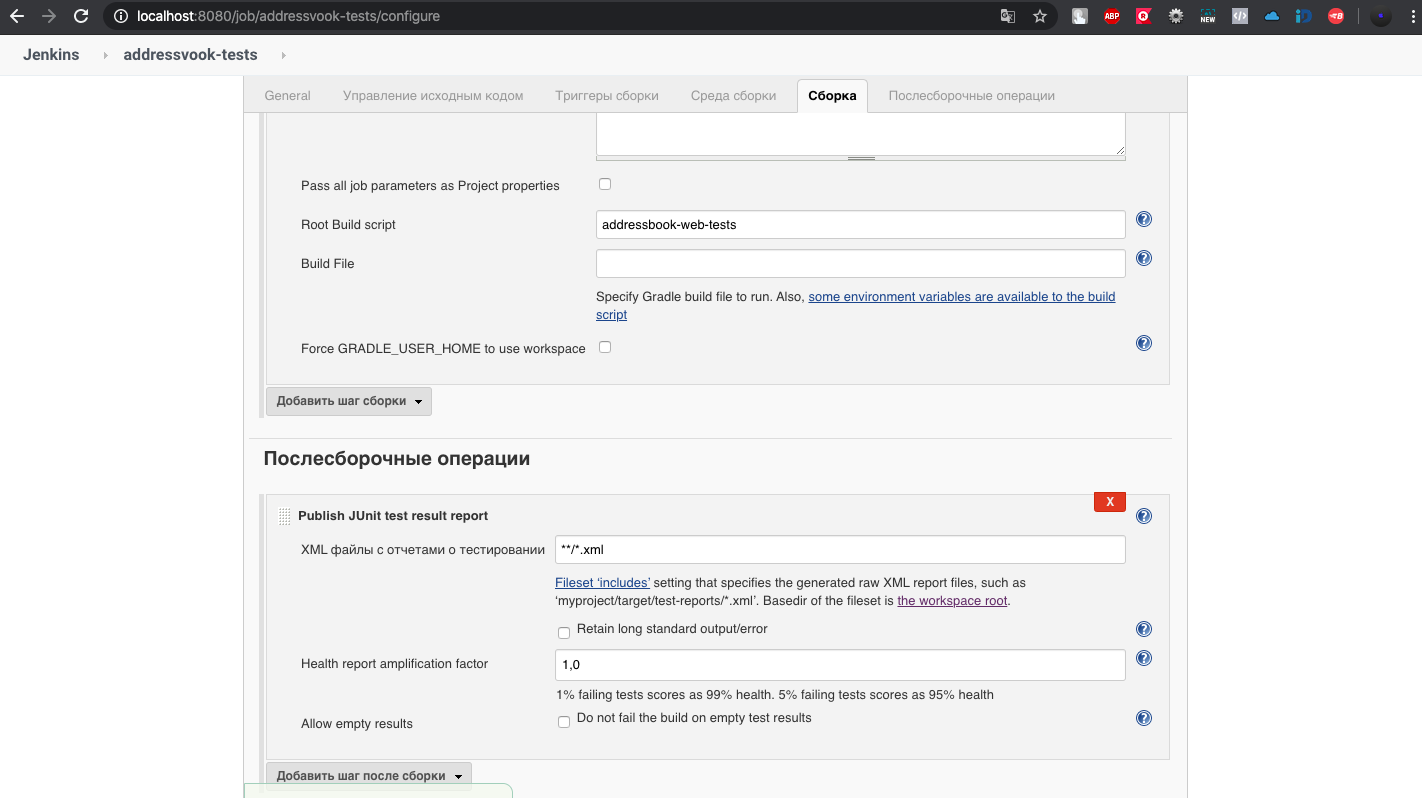 localhost:8080/job/addressvook-tests/configure
ABP
NEW
Jenkins addressvook-tests
General Управление исходным кодом Триггеры сборки Среда сборки Сборка Послесборочные операции
Pass all job parameters as Project properties
Root Build script addressbook-web-tests
Build File
Specify Gradle build file to run. Also, some environment variables are available to the build
script
Force GRADLE_USER_HOME to use workspace
Добавить шаг сборки
Послесборочные операции
X
Publish JUnit test result report
XML файлы с отчетами о тестировании **/*.xml
Fileset ‘includes’ setting that specifies the generated raw XML report files, such as
‘myproject/target/test-reports/*.xml’. Basedir of the fileset is the workspace root.
Retain long standard output/error
Health report amplification factor 1,0
1% failing tests scores as 99% health. 5% failing tests scores as 95% health
Allow empty results Do not fail the build on empty test results
Добавить шаг после сборки